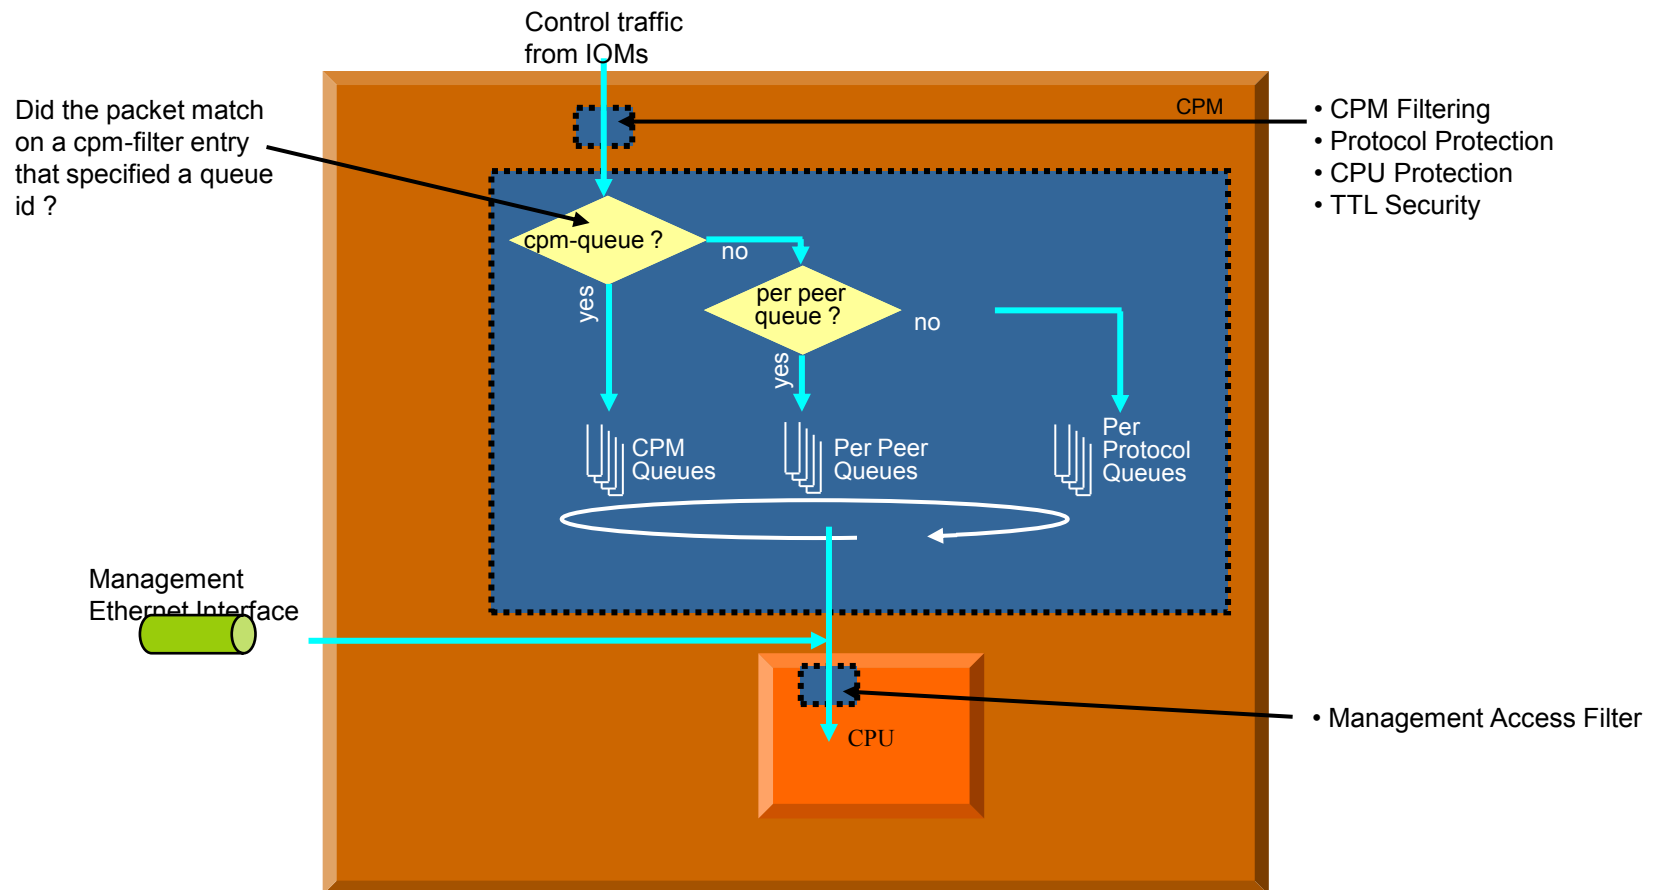 Control traffic
from IOMs
Did the packet match
on a cpm-filter entry
that specified a queue
id ?
CPM
• CPM Filtering
• Protocol Protection
• CPU Protection
• TTL Security
cpm-queue ?
no
yes
per peer
queue ?
no
yes
CPM
Queues
Per Peer
Queues
Per
Protocol
Queues
Management
Ethernet Interface
CPU
• Management Access Filter